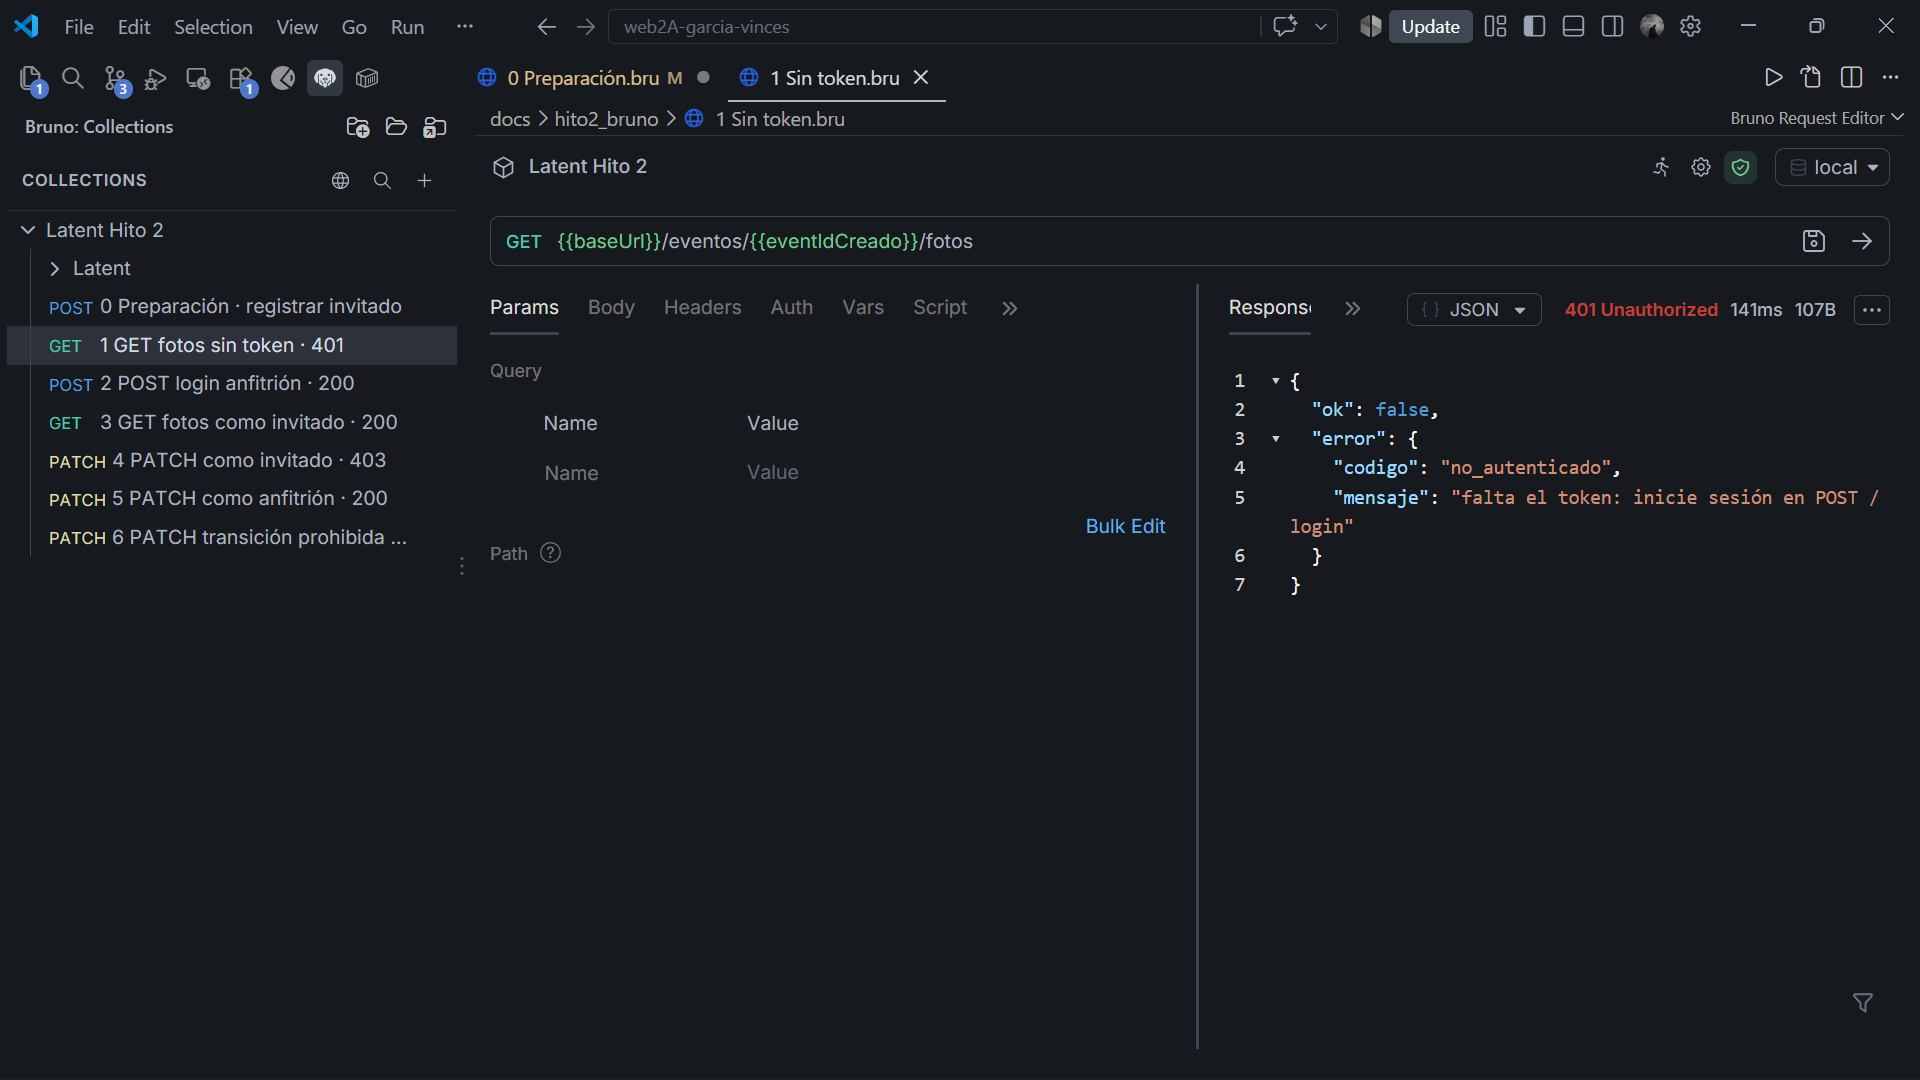 File Edit Selection View Go Run ··· web2A-garcia-vinces Update
1 3 1
0 Preparación.bru M 1 Sin token.bru
Bruno: Collections
docs > hito2_bruno > 1 Sin token.bru
Bruno Request Editor
COLLECTIONS
Latent Hito 2
local
Latent Hito 2
Latent
POST 0 Preparación · registrar invitado
GET 1 GET fotos sin token · 401
POST 2 POST login anfitrión · 200
GET 3 GET fotos como invitado · 200
PATCH 4 PATCH como invitado · 403
PATCH 5 PATCH como anfitrión · 200
PATCH 6 PATCH transición prohibida ...
GET {{baseUrl}}/eventos/{{eventIdCreado}}/fotos
Params Body Headers Auth Vars Script
Query
Name Value
Name Value
Bulk Edit
Path ?
Respons
{ } JSON
401 Unauthorized 141ms 107B
1 {
2 "ok": false,
3 "error": {
4 "codigo": "no_autenticado",
5 "mensaje": "falta el token: inicie sesión en POST /
login"
6 }
7 }